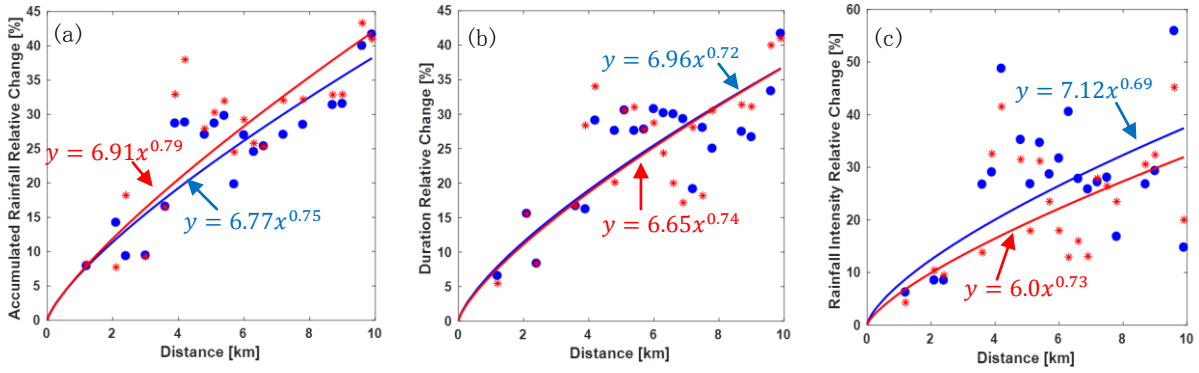 (a)
Accumulated Rainfall Relative Change [%]
45
40
35
30
25
20
15
10
5
0
y = 6.91x^0.79
y = 6.77x^0.75
0 2 4 6 8 10
Distance [km]
(b)
Duration Relative Change [%]
45
40
35
30
25
20
15
10
5
0
y = 6.96x^0.72
y = 6.65x^0.74
0 2 4 6 8 10
Distance [km]
(c)
Rainfall Intensity Relative Change [%]
60
50
40
30
20
10
0
y = 7.12x^0.69
y = 6.0x^0.73
0 2 4 6 8 10
Distance [km]